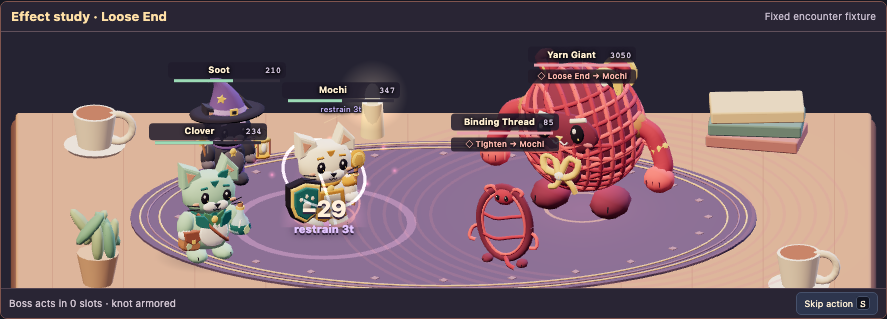 Effect study · Loose End
Fixed encounter fixture
Yarn Giant 3050
◇ Loose End → Mochi
Soot 210
Mochi 347
restrain 3t
Clover 234
Binding Thread 85
◇ Tighten → Mochi
-29
restrain 3t
Boss acts in 0 slots · knot armored
Skip action S